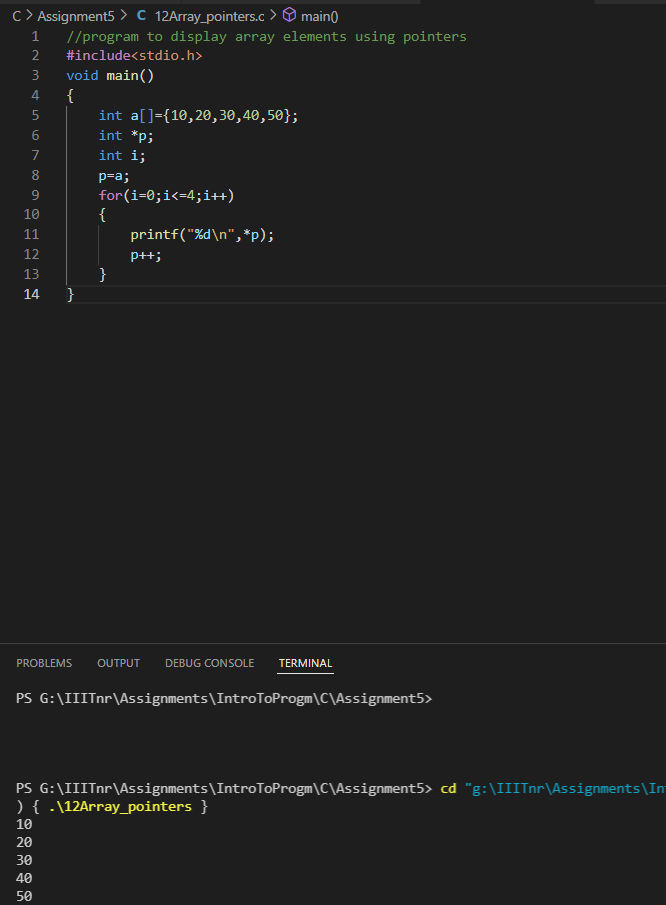 C > Assignment5 > C 12Array_pointers.c > main()
1 //program to display array elements using pointers
2 #include<stdio.h>
3 void main()
4 {
5     int a[]={10,20,30,40,50};
6     int *p;
7     int i;
8     p=a;
9     for(i=0;i<=4;i++)
10     {
11         printf("%d\n",*p);
12         p++;
13     }
14 }
PROBLEMS OUTPUT DEBUG CONSOLE TERMINAL
PS G:\IIITnr\Assignments\IntroToProgm\C\Assignment5>
PS G:\IIITnr\Assignments\IntroToProgm\C\Assignment5> cd "g:\IIITnr\Assignments\In
) { .\12Array_pointers }
10
20
30
40
50